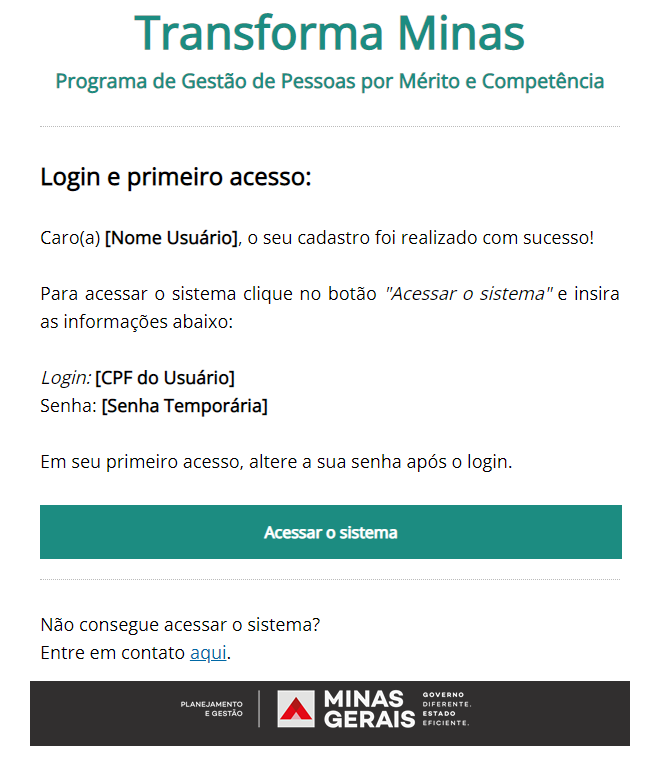 Transforma Minas
Programa de Gestão de Pessoas por Mérito e Competência
Login e primeiro acesso:
Caro(a) [Nome Usuário], o seu cadastro foi realizado com sucesso!
Para acessar o sistema clique no botão "Acessar o sistema" e insira
as informações abaixo:
Login: [CPF do Usuário]
Senha: [Senha Temporária]
Em seu primeiro acesso, altere a sua senha após o login.
Acessar o sistema
Não consegue acessar o sistema?
Entre em contato aqui.
PLANEJAMENTO
E GESTÃO
MINAS
GERAIS
GOVERNO
DIFERENTE.
ESTADO
EFICIENTE.